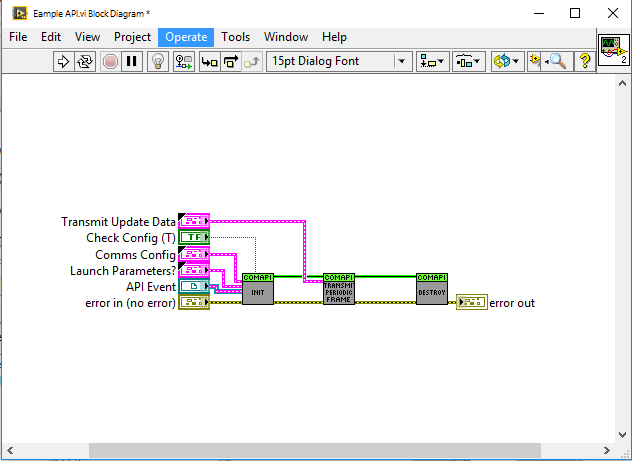 Eample API.vi Block Diagram *
File Edit View Project Operate Tools Window Help
15pt Dialog Font
2
Transmit Update Data
Check Config (T)
TF
Comms Config
Launch Parameters?
API Event
error in (no error)
COMAPI
INIT
COMAPI
TRANSMIT
PERIODIC
FRAME
COMAPI
DESTROY
error out